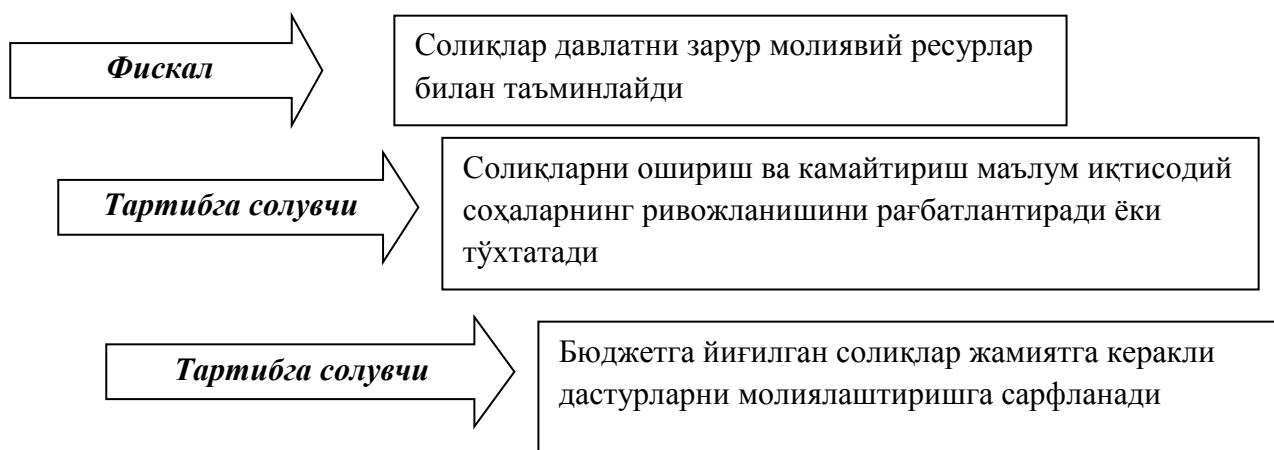 Фискал
Солиқлар давлатни зарур молиявий ресурлар
билан таъминлайди
Тартибга солувчи
Солиқларни ошириш ва камайтириш маълум иқтисодий
соҳаларнинг ривожланишини рағбатлантиради ёки
тўхтатади
Тартибга солувчи
Бюджетга йиғилган солиқлар жамиятга керакли
дастурларни молиялаштиришга сарфланади